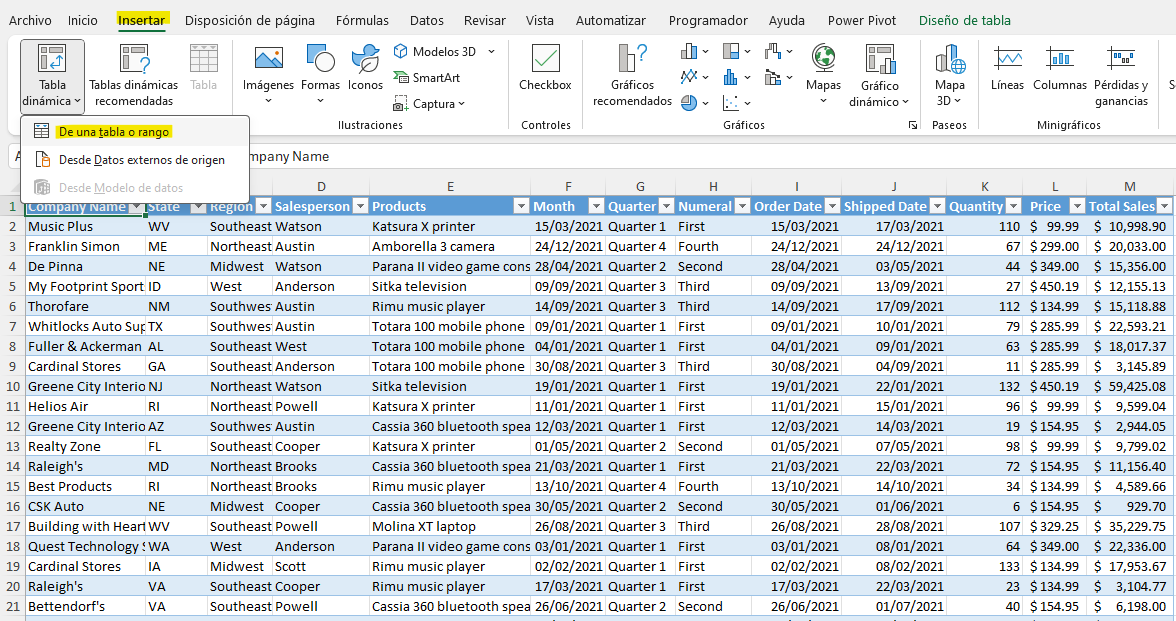 Archivo Inicio Insertar Disposición de página Fórmulas Datos Revisar Vista Automatizar Programador Ayuda Power Pivot Diseño de tabla
Tabla dinámica
Tablas dinámicas recomendadas
Tabla
Imágenes
Formas
Iconos
Modelos 3D
SmartArt
Captura
Ilustraciones
Checkbox
Controles
Gráficos recomendados
Mapas
Gráfico dinámico
Gráficos
Mapa 3D
Paseos
Líneas
Columnas
Pérdidas y ganancias
Minigráficos
De una tabla o rango
Desde Datos externos de origen
Desde Modelo de datos
ompany Name
D E F G H I J K L M
1 Company Name State Region Salesperson Products Month Quarter Numeral Order Date Shipped Date Quantity Price Total Sales
2 Music Plus WV Southeast Watson Katsura X printer 15/03/2021 Quarter 1 First 15/03/2021 17/03/2021 110 $ 99.99 $ 10,998.90
3 Franklin Simon ME Northeast Austin Amborella 3 camera 24/12/2021 Quarter 4 Fourth 24/12/2021 24/12/2021 67 $ 299.00 $ 20,033.00
4 De Pinna NE Midwest Watson Parana II video game cons 28/04/2021 Quarter 2 Second 28/04/2021 03/05/2021 44 $ 349.00 $ 15,356.00
5 My Footprint Sport ID West Anderson Sitka television 09/09/2021 Quarter 3 Third 09/09/2021 13/09/2021 27 $ 450.19 $ 12,155.13
6 Thorofare NM Southwes Austin Rimu music player 14/09/2021 Quarter 3 Third 14/09/2021 17/09/2021 112 $ 134.99 $ 15,118.88
7 Whitlocks Auto Sup TX Southwes Austin Totara 100 mobile phone 09/01/2021 Quarter 1 First 09/01/2021 10/01/2021 79 $ 285.99 $ 22,593.21
8 Fuller & Ackerman AL Southeast West Totara 100 mobile phone 04/01/2021 Quarter 1 First 04/01/2021 09/01/2021 63 $ 285.99 $ 18,017.37
9 Cardinal Stores GA Southeast Anderson Totara 100 mobile phone 30/08/2021 Quarter 3 Third 30/08/2021 04/09/2021 11 $ 285.99 $ 3,145.89
10 Greene City Interio NJ Northeast Watson Sitka television 19/01/2021 Quarter 1 First 19/01/2021 22/01/2021 132 $ 450.19 $ 59,425.08
11 Helios Air RI Northeast Powell Katsura X printer 11/01/2021 Quarter 1 First 11/01/2021 15/01/2021 96 $ 99.99 $ 9,599.04
12 Greene City Interio AZ Southwes Austin Cassia 360 bluetooth spea 12/03/2021 Quarter 1 First 12/03/2021 14/03/2021 19 $ 154.95 $ 2,944.05
13 Realty Zone FL Southeast Cooper Katsura X printer 01/05/2021 Quarter 2 Second 01/05/2021 07/05/2021 98 $ 99.99 $ 9,799.02
14 Raleigh's MD Northeast Brooks Cassia 360 bluetooth spea 21/03/2021 Quarter 1 First 21/03/2021 22/03/2021 72 $ 154.95 $ 11,156.40
15 Best Products RI Northeast Brooks Rimu music player 13/10/2021 Quarter 4 Fourth 13/10/2021 14/10/2021 34 $ 134.99 $ 4,589.66
16 CSK Auto NE Midwest Cooper Cassia 360 bluetooth spea 30/05/2021 Quarter 2 Second 30/05/2021 01/06/2021 6 $ 154.95 $ 929.70
17 Building with Heart WV Southeast Powell Molina XT laptop 26/08/2021 Quarter 3 Third 26/08/2021 28/08/2021 107 $ 329.25 $ 35,229.75
18 Quest Technology S WA West Anderson Parana II video game cons 03/01/2021 Quarter 1 First 03/01/2021 08/01/2021 64 $ 349.00 $ 22,336.00
19 Cardinal Stores IA Midwest Scott Rimu music player 02/02/2021 Quarter 1 First 02/02/2021 08/02/2021 133 $ 134.99 $ 17,953.67
20 Raleigh's VA Southeast Cooper Rimu music player 17/03/2021 Quarter 1 First 17/03/2021 22/03/2021 23 $ 134.99 $ 3,104.77
21 Bettendorf's VA Southeast Powell Cassia 360 bluetooth spea 26/06/2021 Quarter 2 Second 26/06/2021 01/07/2021 40 $ 154.95 $ 6,198.00